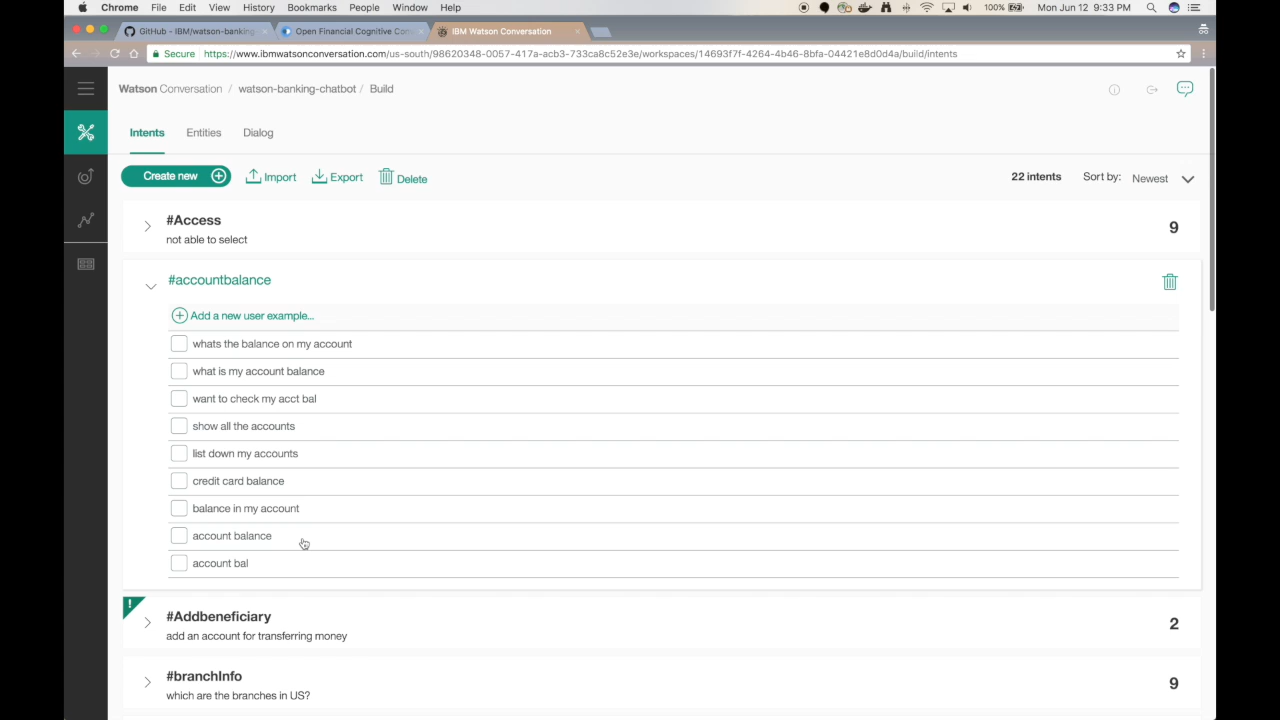 Chrome File Edit View History Bookmarks People Window Help 100% Mon Jun 12 9:33 PM
GitHub - IBM/watson-banking Open Financial Cognitive Con IBM Watson Conversation
Secure https://www.ibmwatsonconversation.com/us-south/98620348-0057-417a-acb3-733ca8c52e3e/workspaces/14693f7f-4264-4b46-8bfa-04421e8d0d4a/build/intents
Watson Conversation / watson-banking-chatbot / Build
Intents Entities Dialog
Create new Import Export Delete 22 intents Sort by: Newest
#Access
not able to select
9
#accountbalance
Add a new user example...
whats the balance on my account
what is my account balance
want to check my acct bal
show all the accounts
list down my accounts
credit card balance
balance in my account
account balance
account bal
!
#Addbeneficiary
add an account for transferring money
2
#branchInfo
which are the branches in US?
9